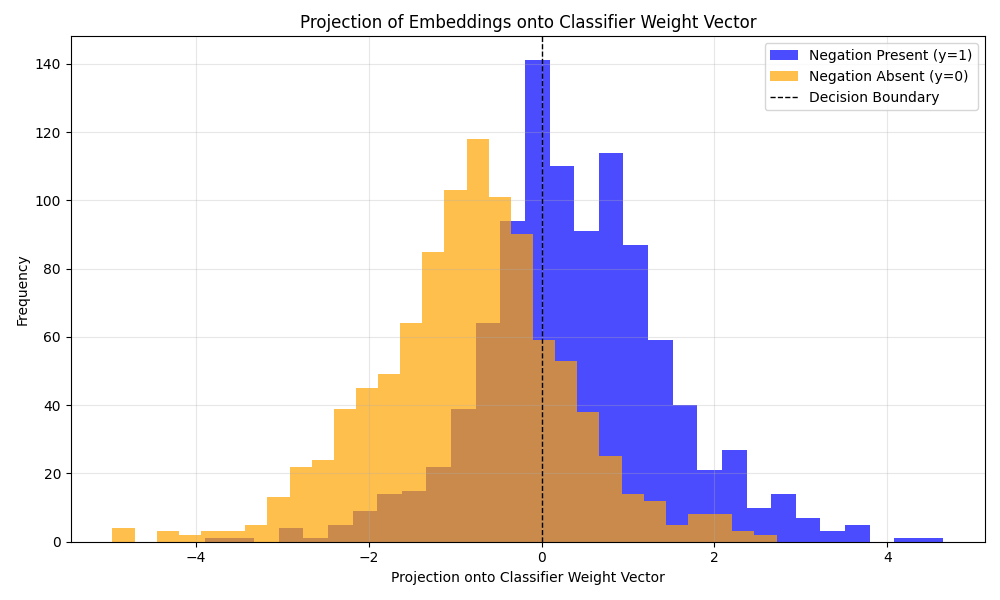 Projection of Embeddings onto Classifier Weight Vector
Negation Present (y=1)
Negation Absent (y=0)
Decision Boundary
Frequency
140
120
100
80
60
40
20
0
−4
−2
0
2
4
Projection onto Classifier Weight Vector